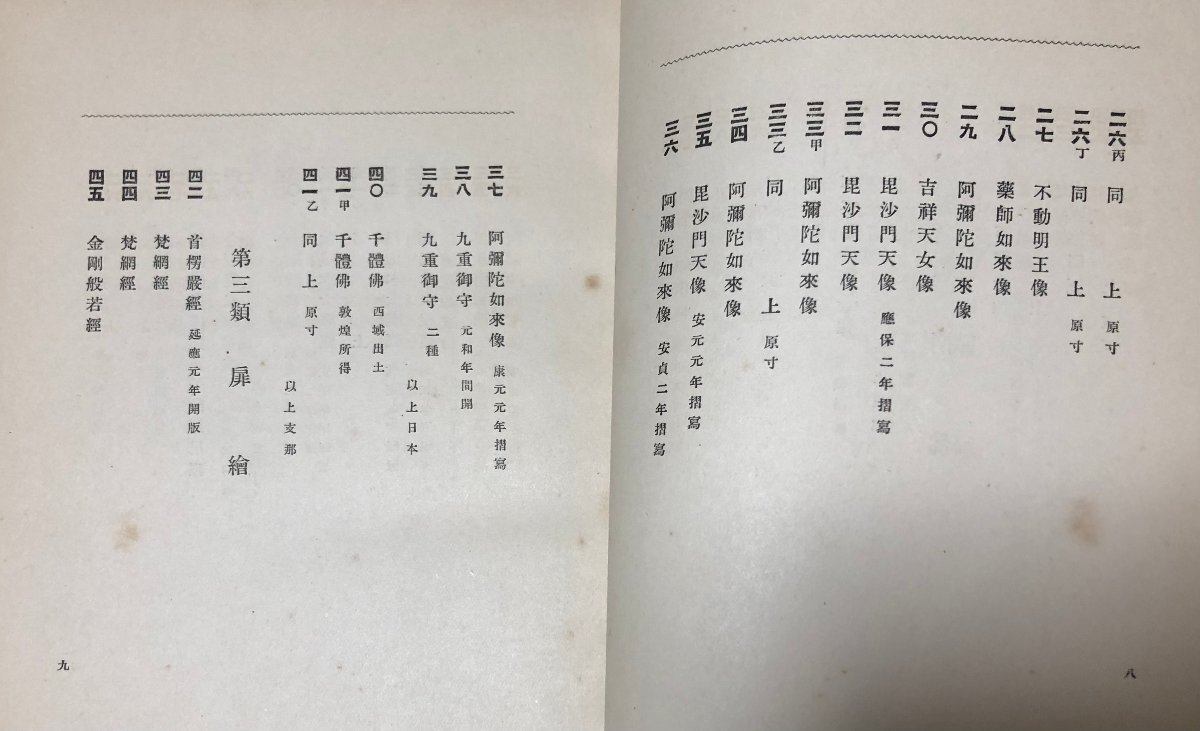 二六丙 同 上 原寸
二六丁 同 上 原寸
二七 不動明王像
二八 藥師如來像
二九 阿彌陀如來像
三〇 吉祥天女像
三一 毘沙門天像 應保二年摺寫
三二 毘沙門天像
三三甲 阿彌陀如來像
三三乙 同 上 原寸
三四 阿彌陀如來像
三五 毘沙門天像 安元元年摺寫
三六 阿彌陀如來像 安貞二年摺寫
八
三七 阿彌陀如來像 康元元年摺寫
三八 九重御守 元和年間開
三九 九重御守 二種
以上日本
四〇 千體佛 西域出土
四一甲 千體佛 敦煌所得
四一乙 同 上 原寸
以上支那
第三類 扉 繪
四二 首楞嚴經 延應元年開版
四三 梵網經
四四 梵網經
四五 金剛般若經
九